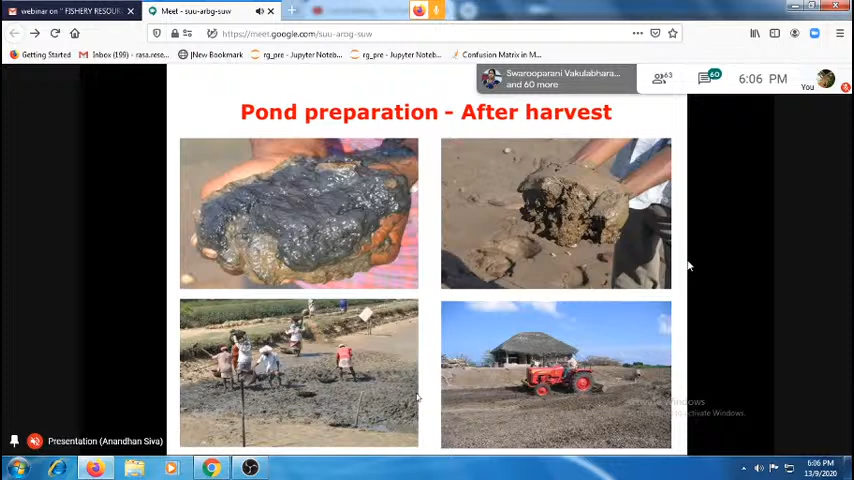 webinar on " FISHERY RESOUR
Meet - suu-arbg-suw
https://meet.google.com/suu-arog-suw
Getting Started
Inbox (199) - rasa.rese...
[New Bookmark
rg_pre - Jupyter Noteb...
rg_pre - Jupyter Noteb...
Confusion Matrix in M...
Swarooparani Vakulabhara...
and 60 more
63
60
6:06 PM
You
Pond preparation - After harvest
Activate Windows
to activate Windows.
Presentation (Anandhan Siva)
6:06 PM
13/9/2020